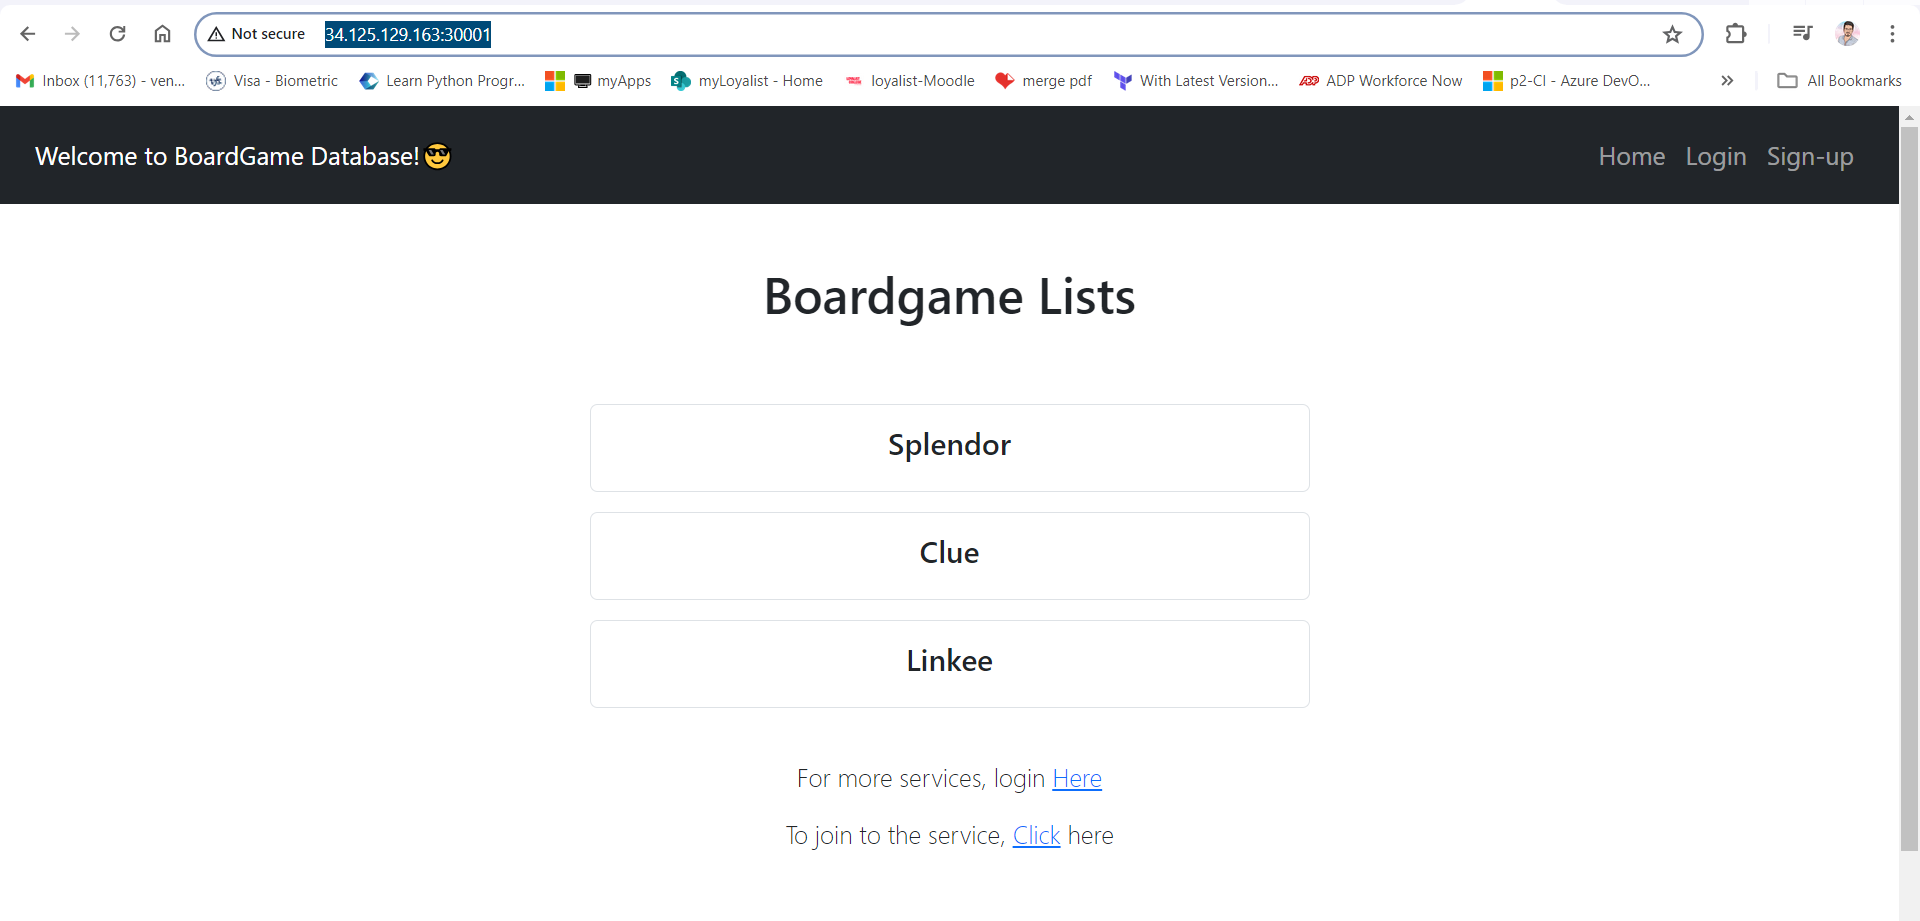 Not secure 34.125.129.163:30001
Inbox (11,763) - ven... Visa - Biometric Learn Python Progr... myApps myLoyalist - Home loyalist-Moodle merge pdf With Latest Version... ADP Workforce Now p2-CI - Azure DevO... » All Bookmarks
Welcome to BoardGame Database!😎 Home Login Sign-up
Boardgame Lists
Splendor
Clue
Linkee
For more services, login Here
To join to the service, Click here